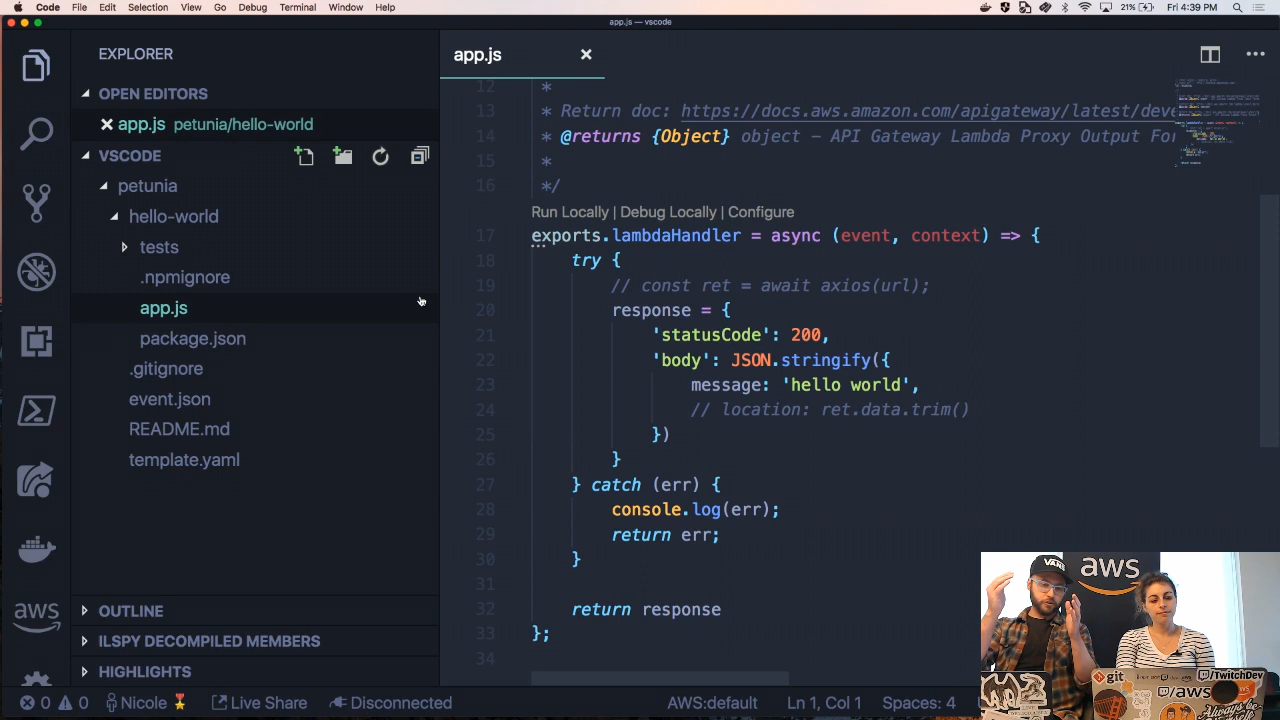 Code File Edit Selection View Go Debug Terminal Window Help 21% Fri 4:39 PM
app.js — vscode
EXPLORER
OPEN EDITORS
app.js petunia/hello-world
VSCODE
petunia
hello-world
tests
.npmignore
app.js
package.json
.gitignore
event.json
README.md
template.yaml
OUTLINE
ILSPY DECOMPILED MEMBERS
HIGHLIGHTS
aws
app.js
12 *
* Return doc: https://docs.aws.amazon.com/apigateway/latest/deve
14 * @returns {Object} object – API Gateway Lambda Proxy Output For
15 *
16 */
Run Locally | Debug Locally | Configure
17 exports.lambdaHandler = async (event, context) => {
18 try {
19 // const ret = await axios(url);
20 response = {
21 'statusCode': 200,
22 'body': JSON.stringify({
23 message: 'hello world',
24 // location: ret.data.trim()
25 })
26 }
27 } catch (err) {
28 console.log(err);
29 return err;
30 }
31
32 return response
33 };
34
aws
VANS
git
aws
/TwitchDev
Always be
0 0 Nicole Live Share Disconnected AWS:default Ln 1, Col 1 Spaces: 4